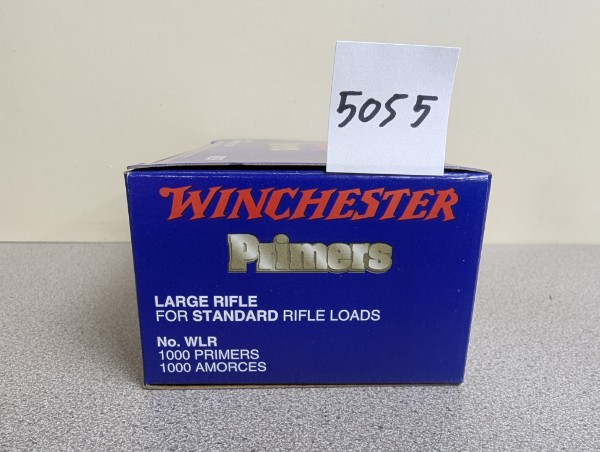 5055
WINCHESTER
Primers
LARGE RIFLE
FOR STANDARD RIFLE LOADS
No. WLR
1000 PRIMERS
1000 AMORCES